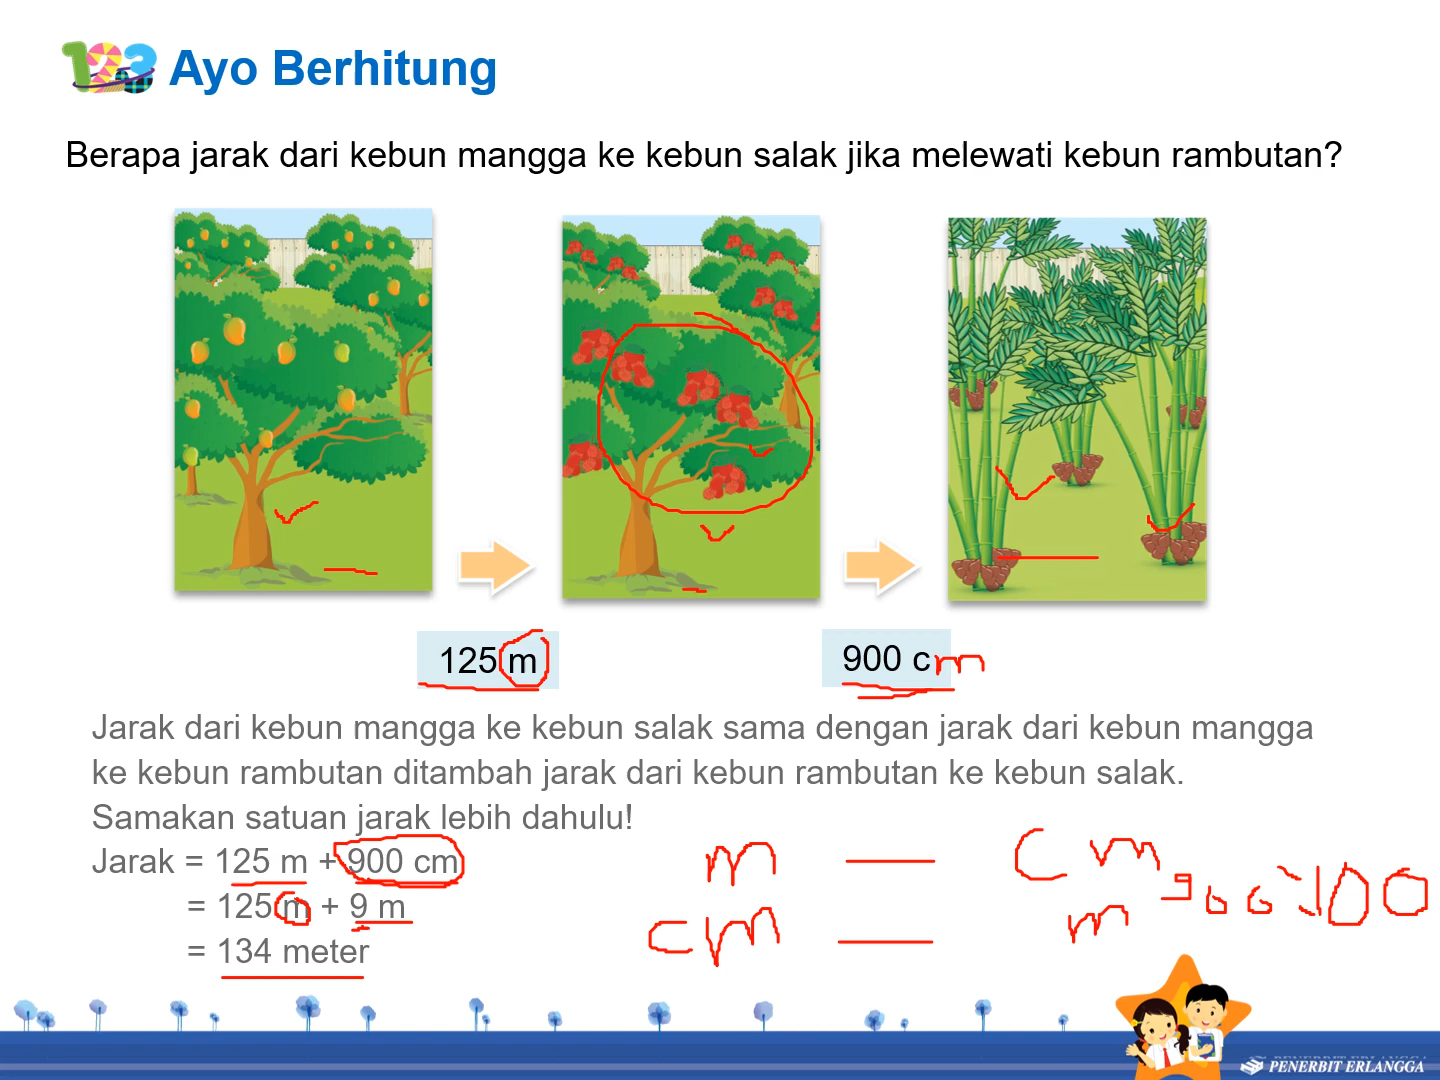 123 Ayo Berhitung
Berapa jarak dari kebun mangga ke kebun salak jika melewati kebun rambutan?
125 m
900 cm
Jarak dari kebun mangga ke kebun salak sama dengan jarak dari kebun mangga
ke kebun rambutan ditambah jarak dari kebun rambutan ke kebun salak.
Samakan satuan jarak lebih dahulu!
Jarak = 125 m + 900 cm
= 125 m + 9 m
= 134 meter
m — cm
cm — m
PENERBIT ERLANGGA